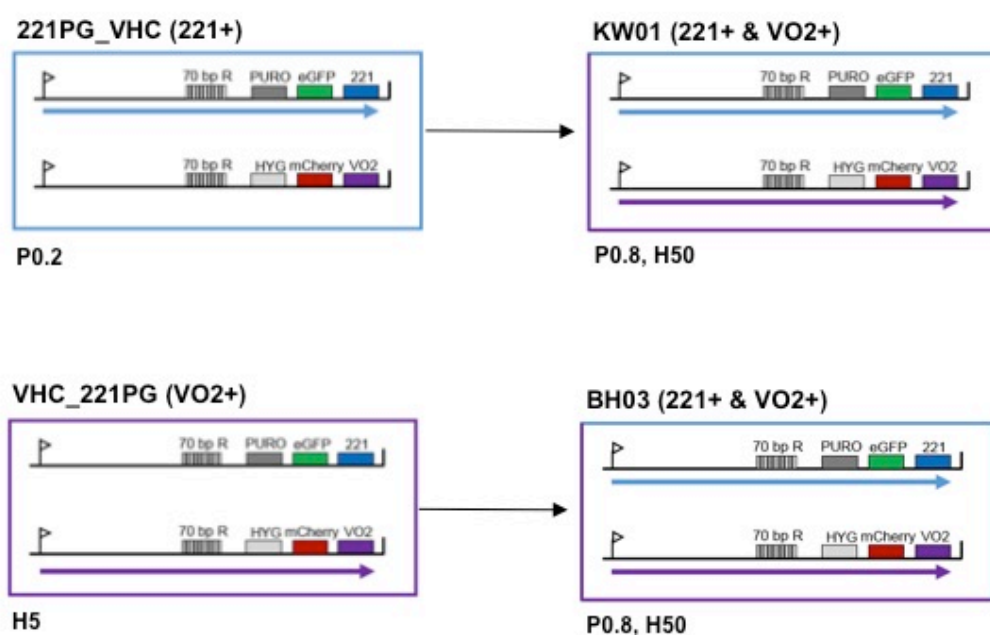 221PG_VHC (221+)
70 bp R PURO eGFP 221
70 bp R HYG mCherry VO2
P0.2
KW01 (221+ & VO2+)
70 bp R PURO eGFP 221
70 bp R HYG mCherry VO2
P0.8, H50
VHC_221PG (VO2+)
70 bp R PURO eGFP 221
70 bp R HYG mCherry VO2
H5
BH03 (221+ & VO2+)
70 bp R PURO eGFP 221
70 bp R HYG mCherry VO2
P0.8, H50